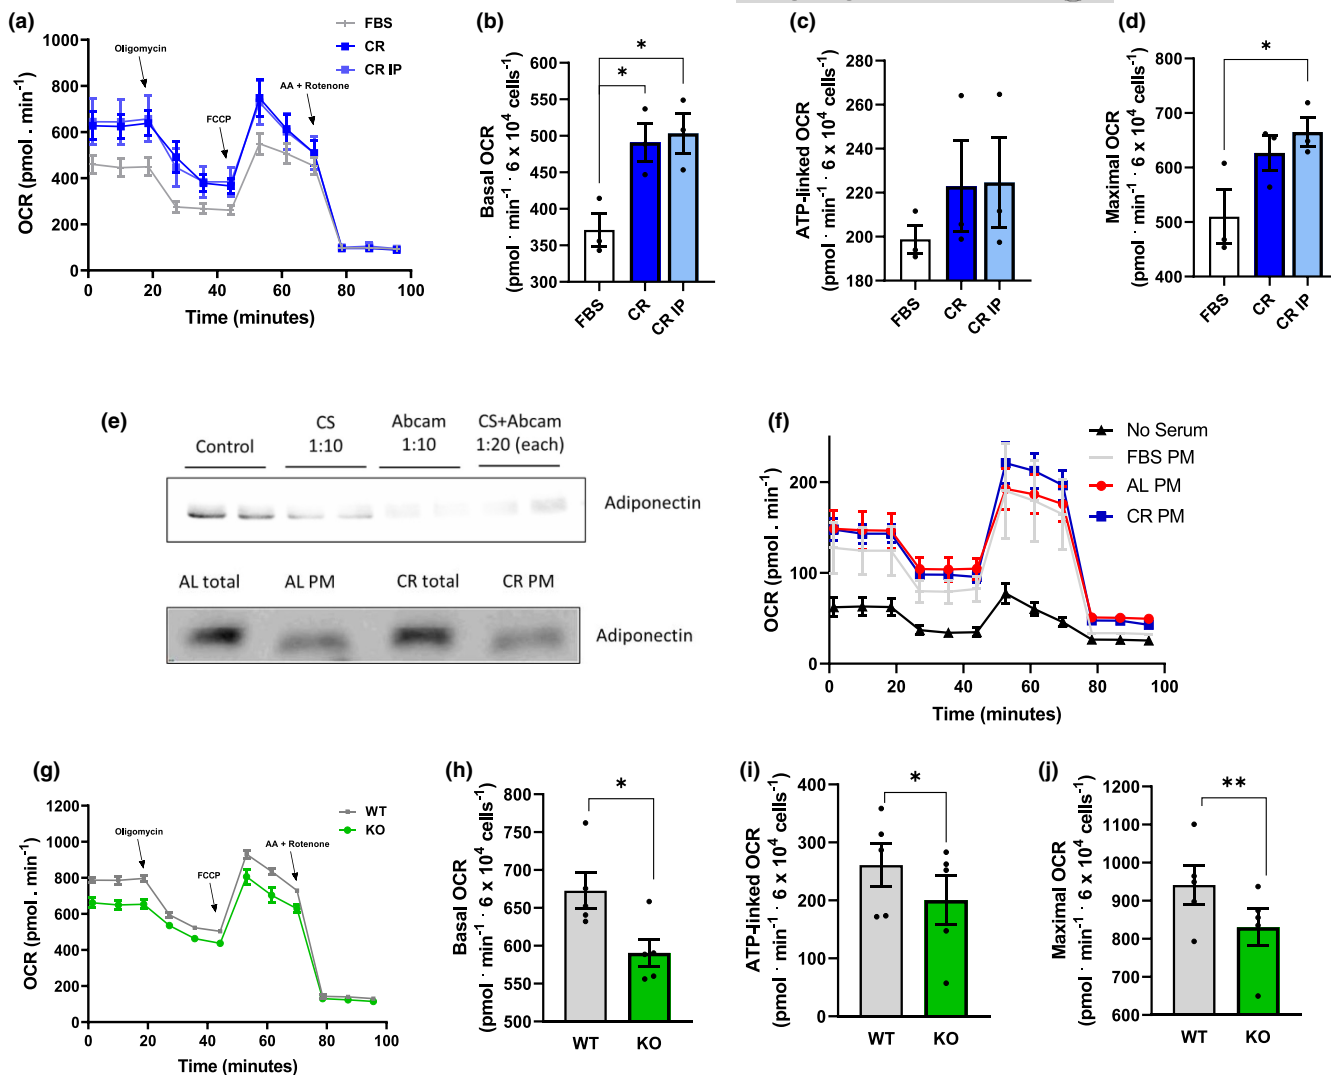 (a)
FBS
CR
CR IP
Oligomycin
FCCP
AA + Rotenone
OCR (pmol . min⁻¹)
1000
800
600
400
200
0
0 20 40 60 80 100
Time (minutes)
(b)
Basal OCR
(pmol · min⁻¹ · 6 x 10⁴ cells⁻¹)
600
550
500
450
400
350
300
* *
FBS CR CR IP
(c)
ATP-linked OCR
(pmol · min⁻¹ · 6 x 10⁴ cells⁻¹)
280
260
240
220
200
180
FBS CR CR IP
(d)
Maximal OCR
(pmol · min⁻¹ · 6 x 10⁴ cells⁻¹)
800
700
600
500
400
*
FBS CR CR IP
(e)
Control
CS
1:10
Abcam
1:10
CS+Abcam
1:20 (each)
Adiponectin
AL total AL PM CR total CR PM
Adiponectin
(f)
No Serum
FBS PM
AL PM
CR PM
OCR (pmol . min⁻¹)
200
100
0
0 20 40 60 80 100
Time (minutes)
(g)
WT
KO
Oligomycin
FCCP
AA + Rotenone
OCR (pmol . min⁻¹)
1200
1000
800
600
400
200
0
0 20 40 60 80 100
Time (minutes)
(h)
Basal OCR
(pmol · min⁻¹ · 6 x 10⁴ cells⁻¹)
800
750
700
650
600
550
500
*
WT KO
(i)
ATP-linked OCR
(pmol · min⁻¹ · 6 x 10⁴ cells⁻¹)
400
300
200
100
0
*
WT KO
(j)
Maximal OCR
(pmol · min⁻¹ · 6 x 10⁴ cells⁻¹)
1200
1100
1000
900
800
700
600
**
WT KO